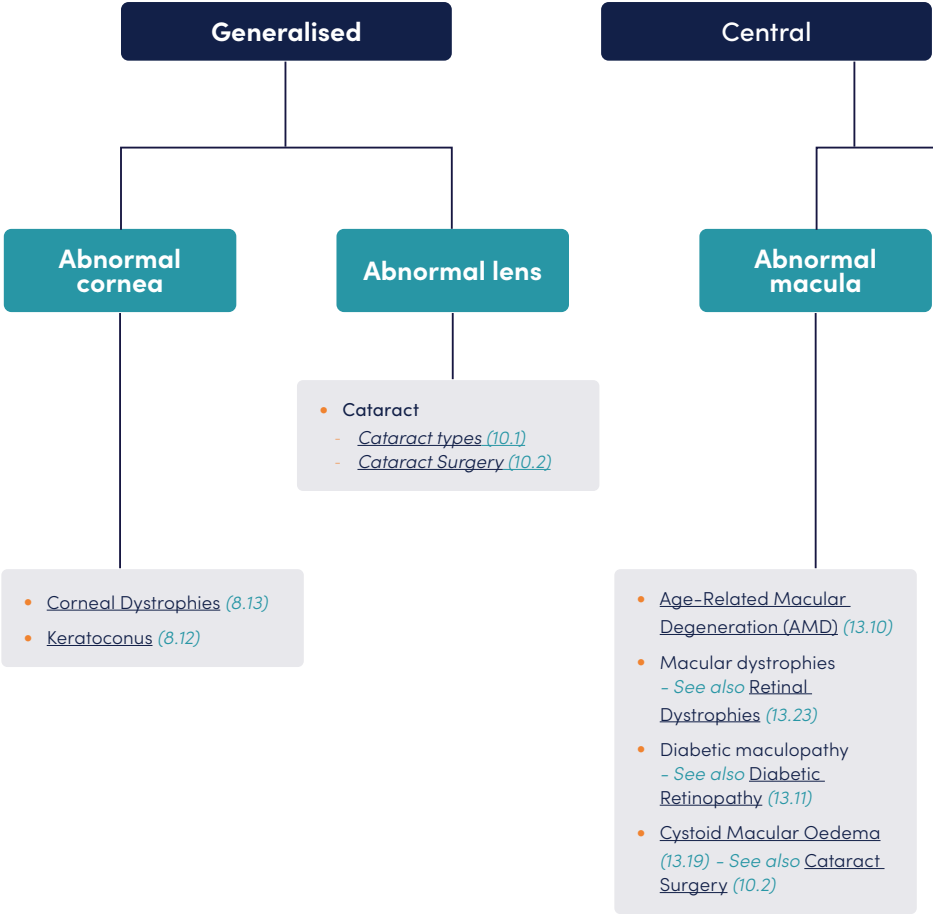 Generalised
Central
Abnormal
cornea
Abnormal lens
Abnormal
macula
• Cataract
- Cataract types (10.1)
- Cataract Surgery (10.2)
• Corneal Dystrophies (8.13)
• Keratoconus (8.12)
• Age-Related Macular
Degeneration (AMD) (13.10)
• Macular dystrophies
- See also Retinal
Dystrophies (13.23)
• Diabetic maculopathy
- See also Diabetic
Retinopathy (13.11)
• Cystoid Macular Oedema
(13.19) - See also Cataract
Surgery (10.2)